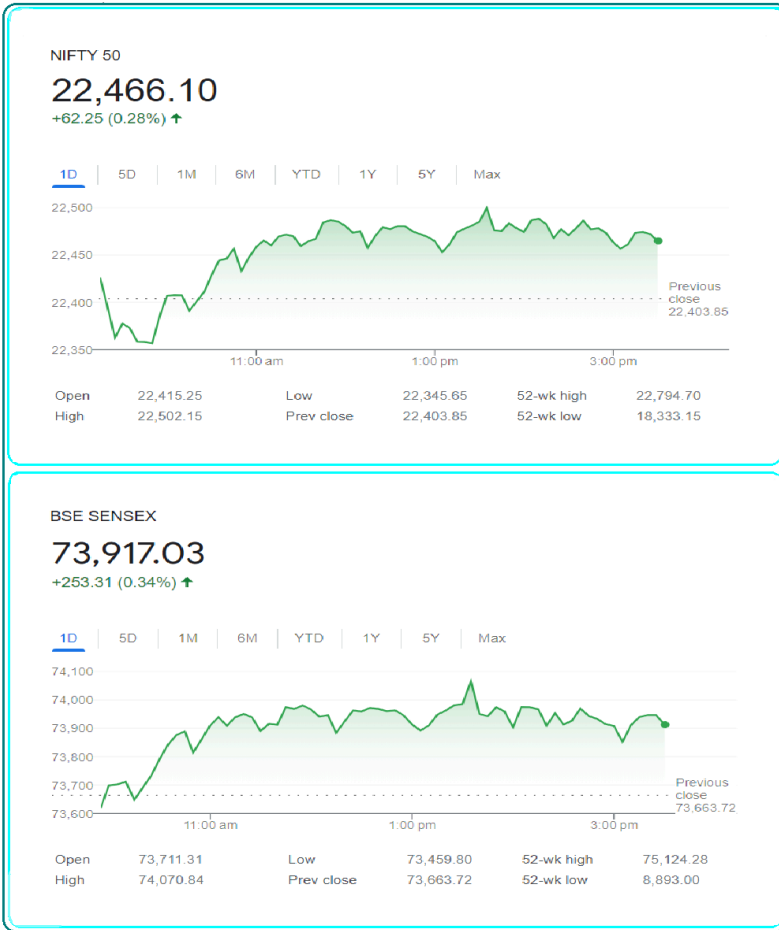 NIFTY 50
22,466.10
+62.25 (0.28%) ↑
1D 5D 1M 6M YTD 1Y 5Y Max
22,500
22,450
22,400
22,350
Previous
close
22,403.85
11:00 am 1:00 pm 3:00 pm
Open 22,415.25 Low 22,345.65 52-wk high 22,794.70
High 22,502.15 Prev close 22,403.85 52-wk low 18,333.15
BSE SENSEX
73,917.03
+253.31 (0.34%) ↑
1D 5D 1M 6M YTD 1Y 5Y Max
74,100
74,000
73,900
73,800
73,700
73,600
Previous
close
73,663.72
11:00 am 1:00 pm 3:00 pm
Open 73,711.31 Low 73,459.80 52-wk high 75,124.28
High 74,070.84 Prev close 73,663.72 52-wk low 8,893.00